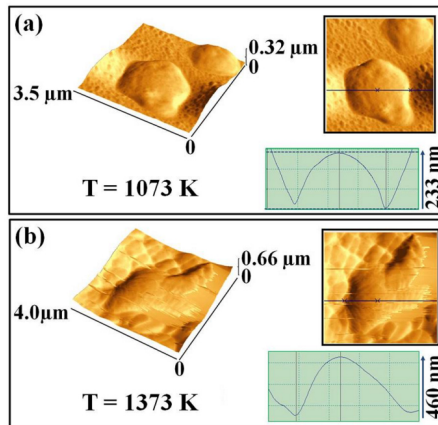 (a)
0.32 µm
0
3.5 µm
0
T = 1073 K
233 nm
(b)
0.66 µm
0
4.0µm
0
T = 1373 K
460 nm